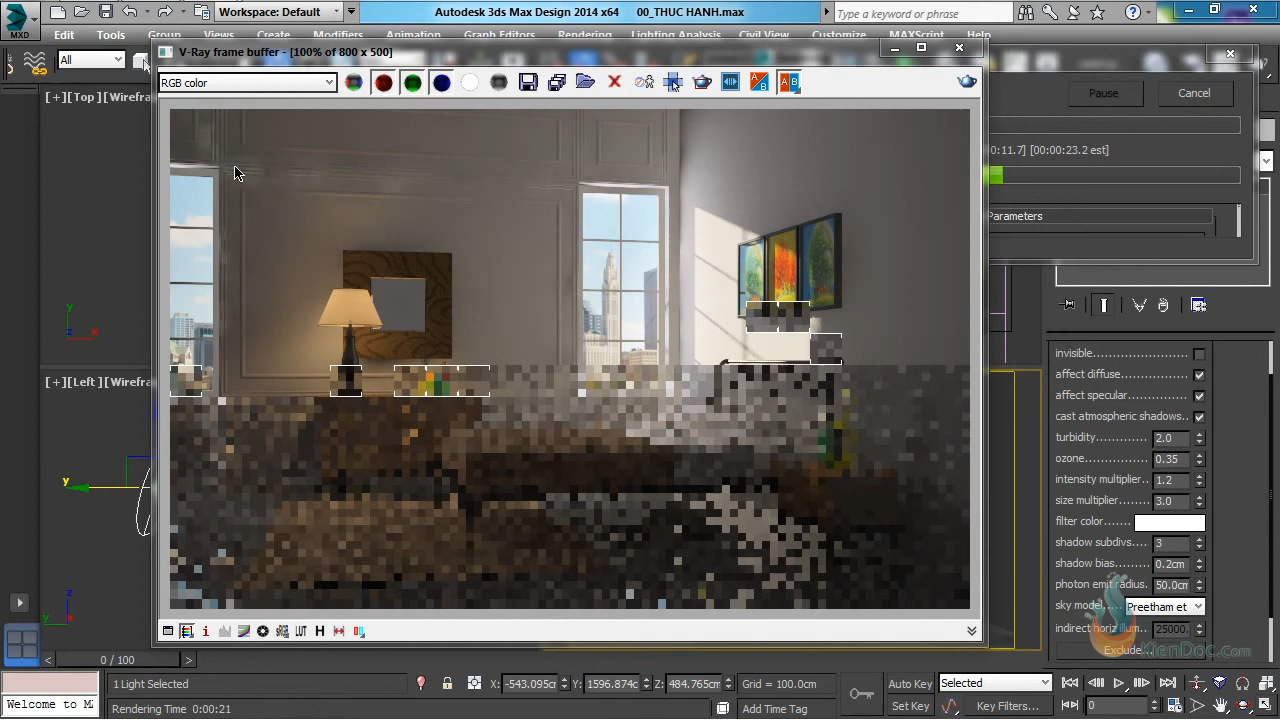 Workspace: Default
Autodesk 3ds Max Design 2014 x64 00_THUC HANH.max
Type a keyword or phrase
MXD
Edit Tools Group Views Create Modifiers Animation Graph Editors Rendering Lighting Analysis Civil View Customize MAXScript Help
All
V-Ray frame buffer - [100% of 800 x 500]
RGB color
Pause
Cancel
[00:00:23.2 est]
Parameters
[+][Top][Wirefra
y
z
x
[+][Left][Wirefra
y
z
y
x
invisible
affect diffuse
affect specular
cast atmospheric shadows..
turbidity 2.0
ozone 0.35
intensity multiplier.. 1.2
size multiplier 3.0
filter color
shadow subdivs 3
shadow bias 0.2cm
photon emit radius. 50.0cm
sky model Preetham et
indirect horiz illum. 25000.
Exclude
KienDoc.Com
sRGB LUT H
< 0 / 100 >
1 Light Selected
X: -543.095cm Y: 1596.874c Z: 484.765cm Grid = 100.0cm
Auto Key Selected
Welcome to M
Rendering Time 0:00:21
Add Time Tag
Set Key Key Filters...
0